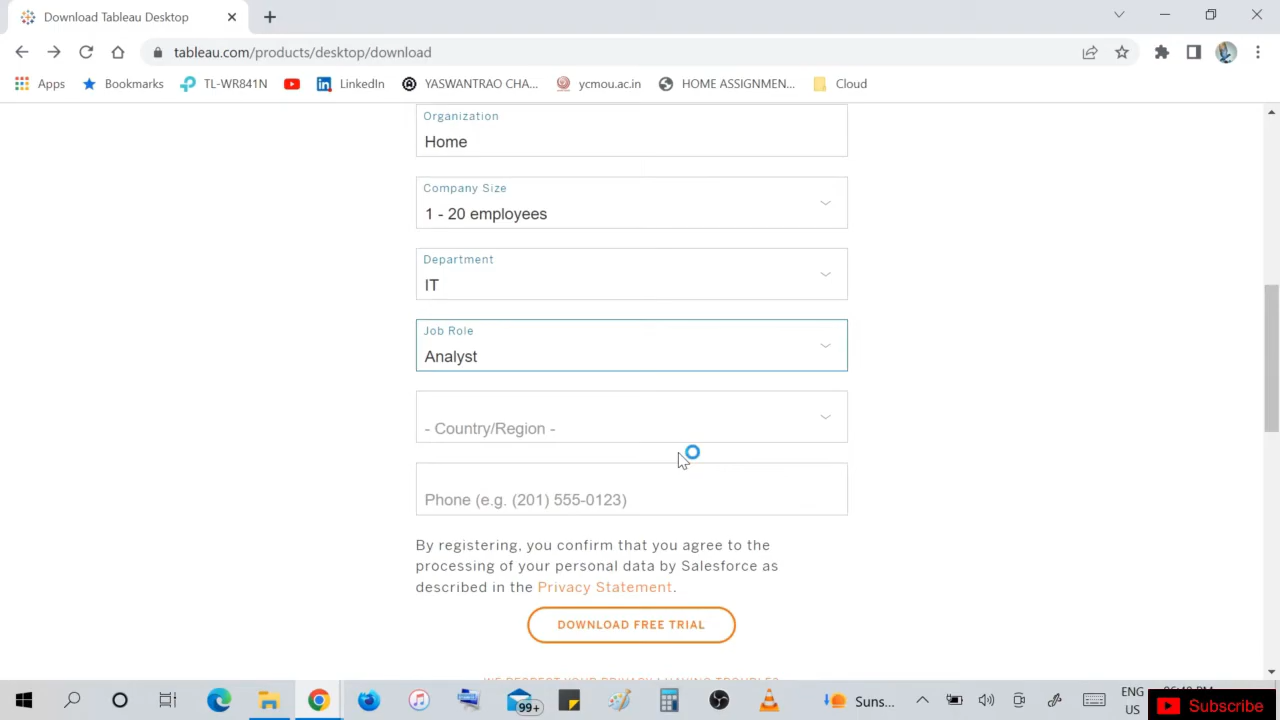 Download Tableau Desktop
tableau.com/products/desktop/download
Apps
Bookmarks
TL-WR841N
LinkedIn
YASWANTRAO CHA...
ycmou.ac.in
HOME ASSIGNMEN...
Cloud
Organization
Home
Company Size
1 - 20 employees
Department
IT
Job Role
Analyst
- Country/Region -
Phone (e.g. (201) 555-0123)
By registering, you confirm that you agree to the
processing of your personal data by Salesforce as
described in the Privacy Statement.
DOWNLOAD FREE TRIAL
99+
Suns...
ENG
US
Subscribe